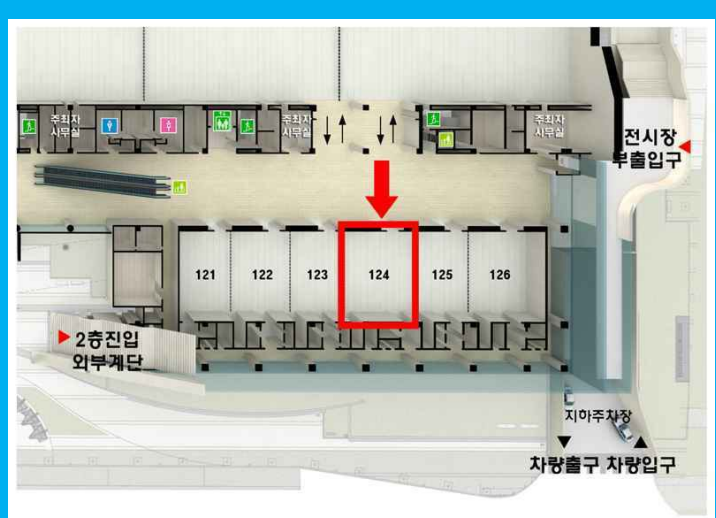 주최자
사무실
주최자
사무실
주최자
사무실
전시장
부출입구
121
122
123
124
125
126
2층진입
외부계단
지하주차장
차량출구 차량입구